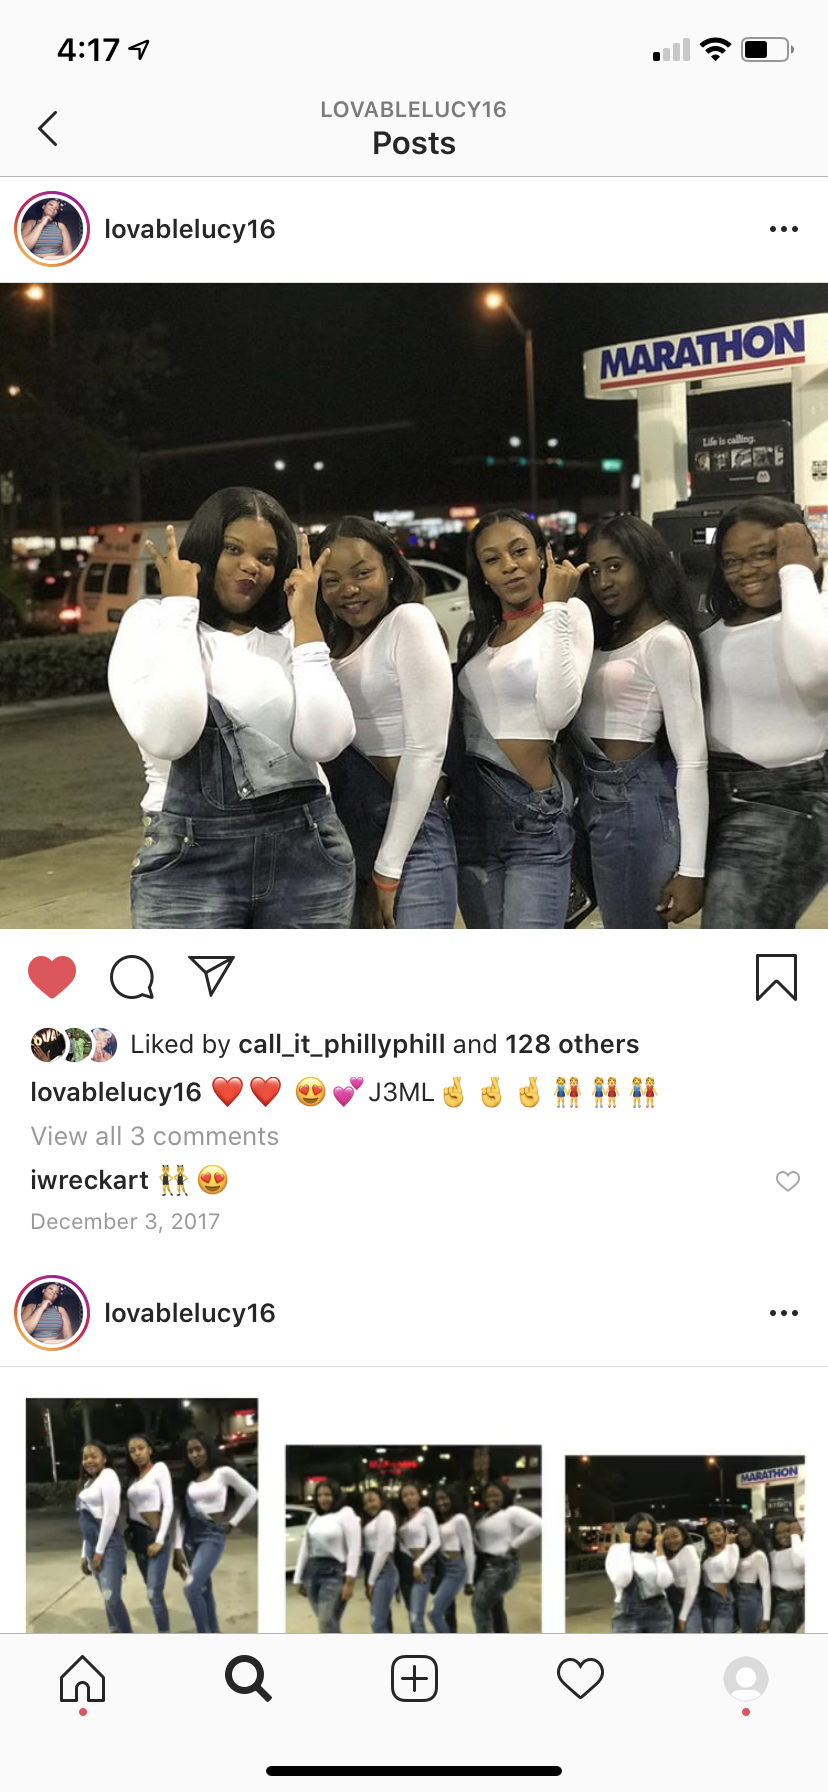 4:17
LOVABLELUCY16
Posts
lovablelucy16
MARATHON
Life is calling.
Liked by call_it_phillyphill and 128 others
lovablelucy16 ❤️❤️ 😍💕J3ML🤞🤞🤞👭👭👭
View all 3 comments
iwreckart 👯😍
December 3, 2017
lovablelucy16
MARATHON